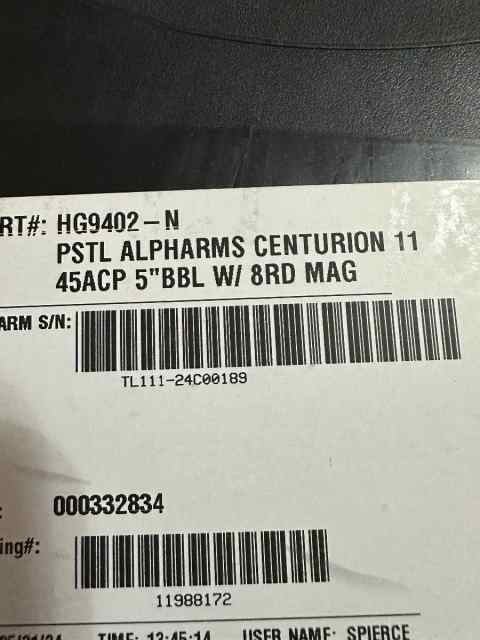 RT#: HG9402-N
PSTL ALPHARMS CENTURION 11
45ACP 5"BBL W/ 8RD MAG
ARM S/N:
TL111-24C00189
000332834
ing#:
11988172
TIME: 12:45:14 USER NAME: SPIERCE